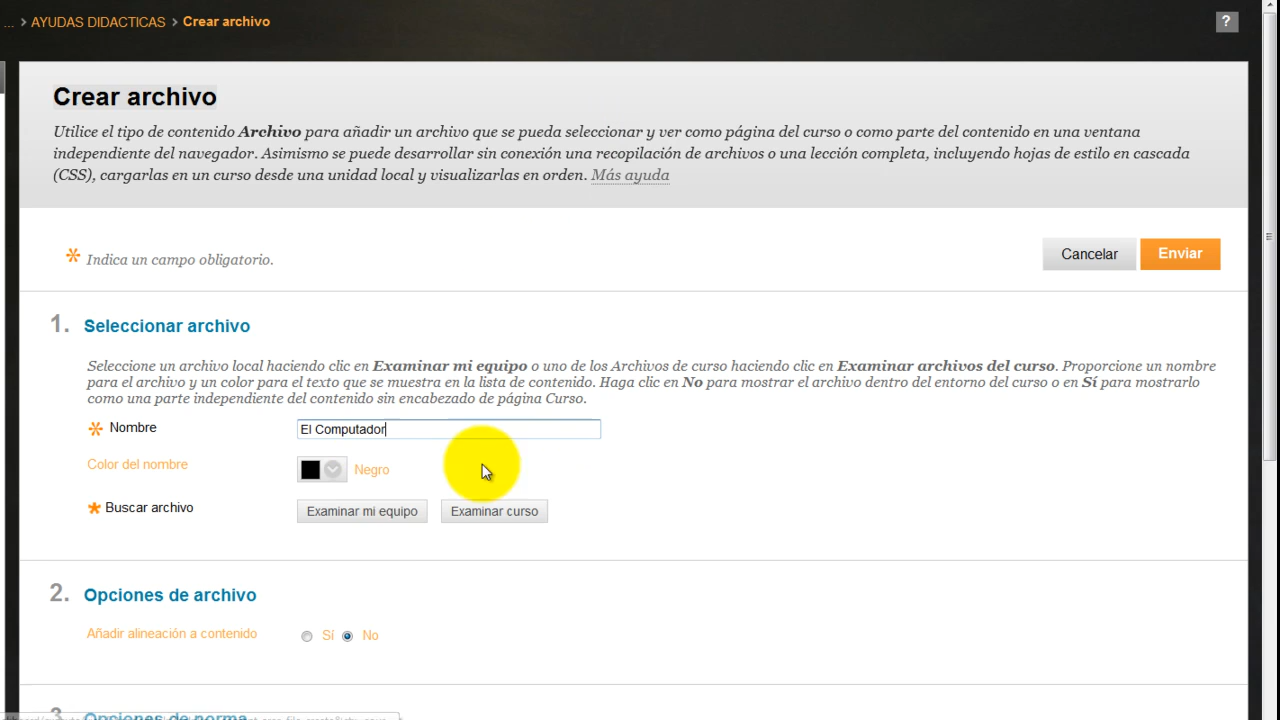 ... > AYUDAS DIDACTICAS > Crear archivo
?
Crear archivo
Utilice el tipo de contenido Archivo para añadir un archivo que se pueda seleccionar y ver como página del curso o como parte del contenido en una ventana
independiente del navegador. Asimismo se puede desarrollar sin conexión una recopilación de archivos o una lección completa, incluyendo hojas de estilo en cascada
(CSS), cargarlas en un curso desde una unidad local y visualizarlas en orden. Más ayuda
* Indica un campo obligatorio.
Cancelar Enviar
1. Seleccionar archivo
Seleccione un archivo local haciendo clic en Examinar mi equipo o uno de los Archivos de curso haciendo clic en Examinar archivos del curso. Proporcione un nombre
para el archivo y un color para el texto que se muestra en la lista de contenido. Haga clic en No para mostrar el archivo dentro del entorno del curso o en Sí para mostrarlo
como una parte independiente del contenido sin encabezado de página Curso.
* Nombre El Computador
Color del nombre Negro
* Buscar archivo Examinar mi equipo Examinar curso
2. Opciones de archivo
Añadir alineación a contenido Sí No
3. Opciones de norma